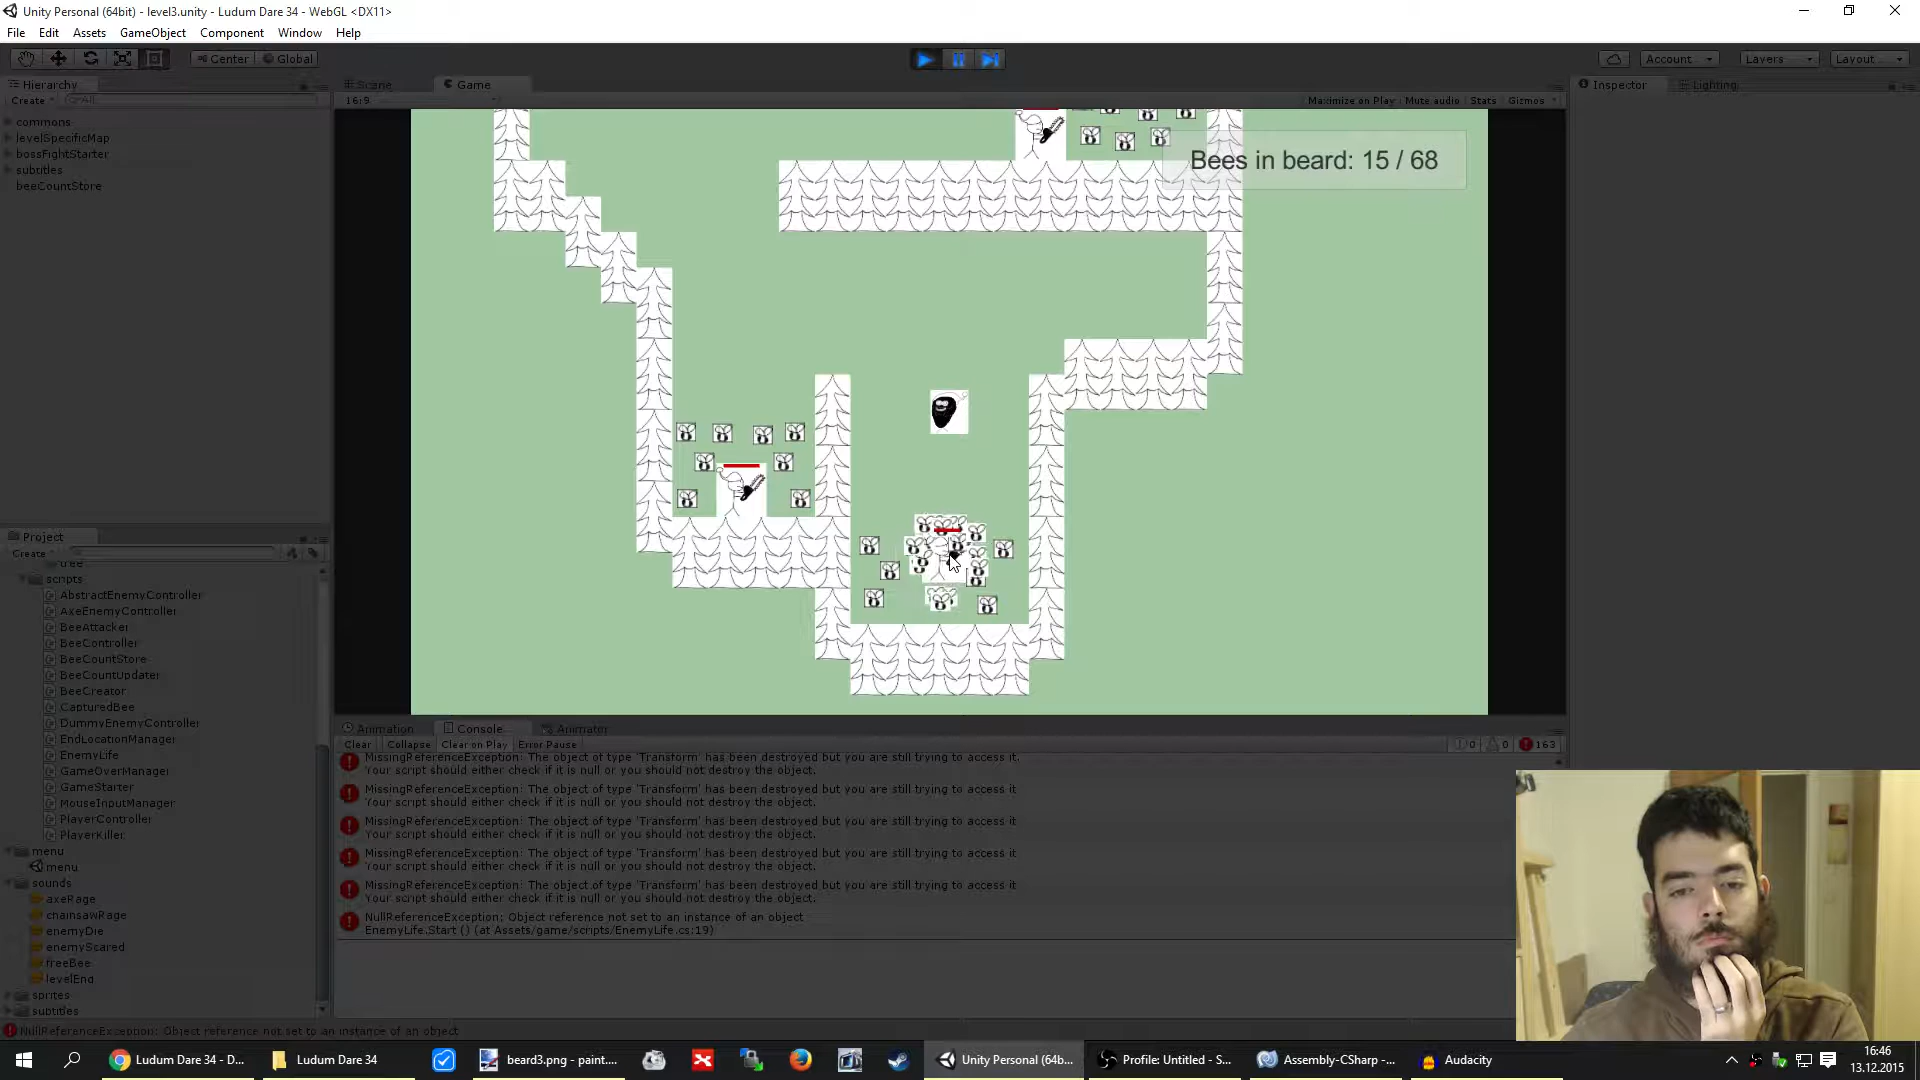 Unity Personal (64bit) - level3.unity - Ludum Dare 34 - WebGL <DX11>
File Edit Assets GameObject Component Window Help
Center Global Account Layers Layout
Hierarchy Scene Game Inspector Lighting
Create All 16:9 Maximize on Play Mute audio Stats Gizmos
commons
levelSpecificMap
bossFightStarter
subtitles
beeCountStore
Bees in beard: 15 / 68
Project
Create
tree
scripts
AbstractEnemyController
AxeEnemyController
BeeAttacker
BeeController
BeeCountStore
BeeCountUpdater
BeeCreator
CapturedBee
DummyEnemyController
EndLocationManager
EnemyLife
GameOverManager
GameStarter
MouseInputManager
PlayerController
PlayerKiller
menu
menu
sounds
axeRage
chainsawRage
enemyDie
enemyScared
freeBee
levelEnd
sprites
subtitles
Animation Console Animator
Clear Collapse Clear on Play Error Pause 0 0 163
MissingReferenceException: The object of type 'Transform' has been destroyed but you are still trying to access it.
Your script should either check if it is null or you should not destroy the object.
MissingReferenceException: The object of type 'Transform' has been destroyed but you are still trying to access it.
Your script should either check if it is null or you should not destroy the object.
MissingReferenceException: The object of type 'Transform' has been destroyed but you are still trying to access it.
Your script should either check if it is null or you should not destroy the object.
MissingReferenceException: The object of type 'Transform' has been destroyed but you are still trying to access it.
Your script should either check if it is null or you should not destroy the object.
MissingReferenceException: The object of type 'Transform' has been destroyed but you are still trying to access it.
Your script should either check if it is null or you should not destroy the object.
NullReferenceException: Object reference not set to an instance of an object
EnemyLife.Start () (at Assets/game/scripts/EnemyLife.cs:19)
NullReferenceException: Object reference not set to an instance of an object
Ludum Dare 34 - D... Ludum Dare 34 beard3.png - paint.... Unity Personal (64b... Profile: Untitled - S... Assembly-CSharp -... Audacity
16:46
13.12.2015